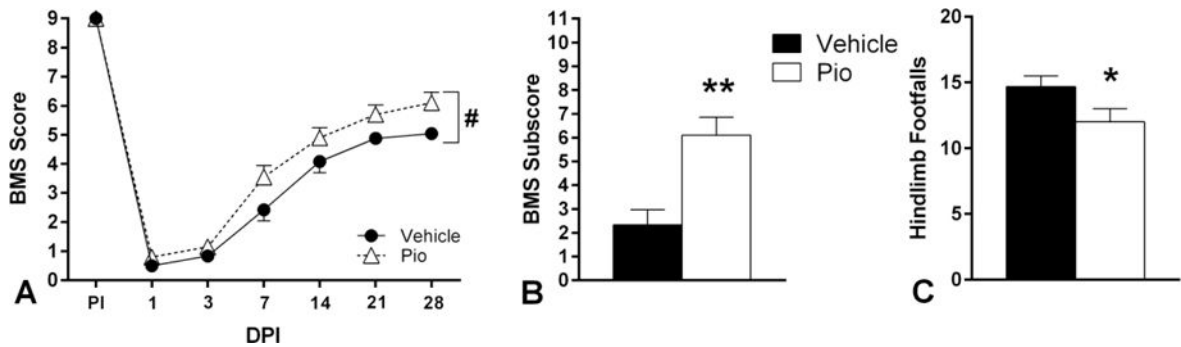 BMS Score
9
8
7
6
5
4
3
2
1
0
PI 1 3 7 14 21 28
DPI
#
Vehicle
Pio
A
BMS Subscore
11
10
9
8
7
6
5
4
3
2
1
0
**
B
Vehicle
Pio
Hindlimb Footfalls
20
15
10
5
0
*
C